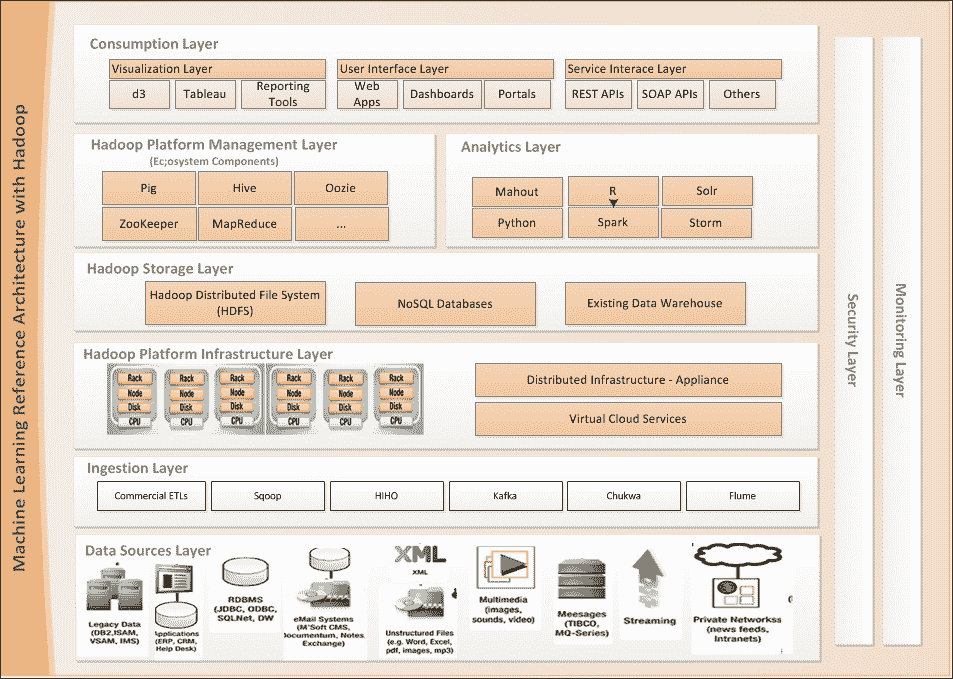 Machine Learning Reference Architecture with Hadoop
Consumption Layer
Visualization Layer
d3
Tableau
Reporting
Tools
User Interface Layer
Web
Apps
Dashboards
Portals
Service Interace Layer
REST APIs
SOAP APIs
Others
Hadoop Platform Management Layer
(Ec;osystem Components)
Pig
Hive
Oozie
ZooKeeper
MapReduce
...
Analytics Layer
Mahout
R
Solr
Python
Spark
Storm
Hadoop Storage Layer
Hadoop Distributed File System
(HDFS)
NoSQL Databases
Existing Data Warehouse
Hadoop Platform Infrastructure Layer
Rack
Node
Disk
CPU
Rack
Node
Disk
CPU
Rack
Node
Disk
CPU
Rack
Node
Disk
CPU
Rack
Node
Disk
CPU
Rack
Node
Disk
CPU
Distributed Infrastructure - Appliance
Virtual Cloud Services
Ingestion Layer
Commercial ETLs
Sqoop
HIHO
Kafka
Chukwa
Flume
Data Sources Layer
Legacy Data
(DB2,ISAM,
VSAM, IMS)
Applications
(ERP, CRM,
Help Desk)
RDBMS
(JDBC, ODBC,
SQLNet, DW
eMail Systems
(M'Soft CMS,
Documentum, Notes,
Exchange)
XML
XML
Unstructured Files
(e.g. Word, Excel,
pdf, images, mp3)
Multimedia
(images,
sounds, video)
Meesages
(TIBCO,
MQ-Series)
Streaming
Private Networkss
(news feeds,
Intranets)
Security Layer
Monitoring Layer